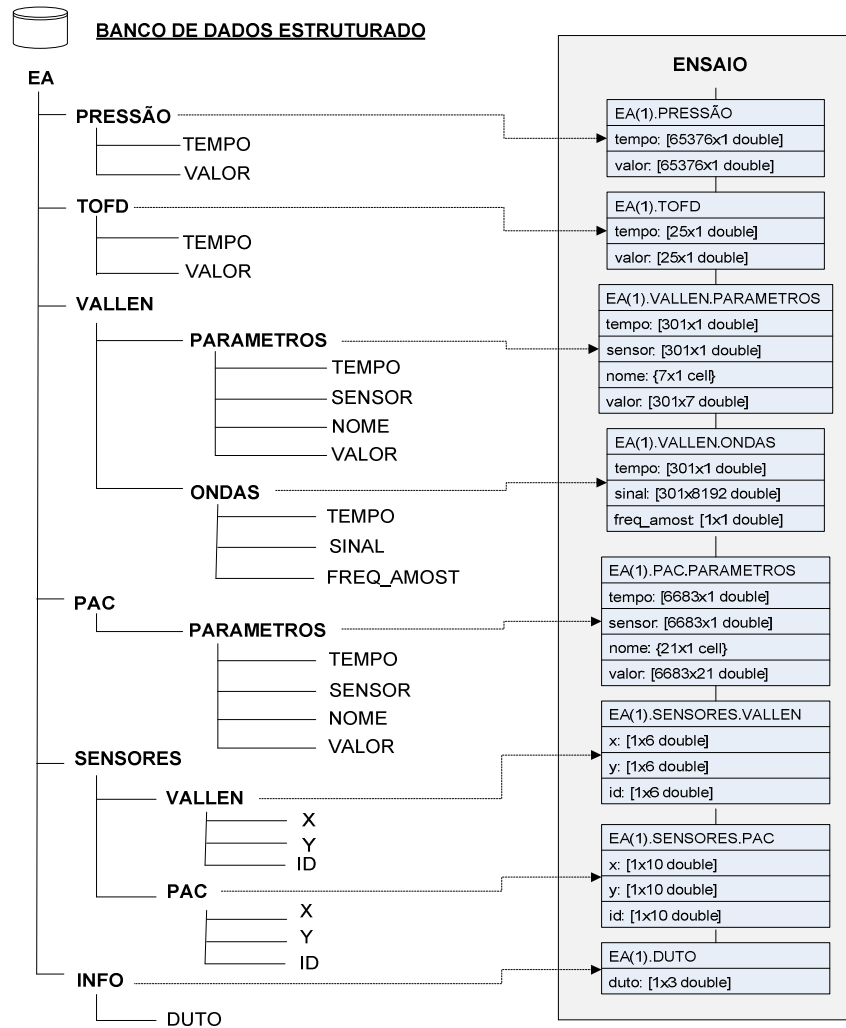 BANCO DE DADOS ESTRUTURADO
EA
PRESSÃO
TEMPO
VALOR
TOFD
TEMPO
VALOR
VALLEN
PARAMETROS
TEMPO
SENSOR
NOME
VALOR
ONDAS
TEMPO
SINAL
FREQ_AMOST
PAC
PARAMETROS
TEMPO
SENSOR
NOME
VALOR
SENSORES
VALLEN
X
Y
ID
PAC
X
Y
ID
INFO
DUTO
ENSAIO
EA(1).PRESSÃO
tempo: [65376x1 double]
valor: [65376x1 double]
EA(1).TOFD
tempo: [25x1 double]
valor: [25x1 double]
EA(1).VALLEN.PARAMETROS
tempo: [301x1 double]
sensor: [301x1 double]
nome: {7x1 cell}
valor: [301x7 double]
EA(1).VALLEN.ONDAS
tempo: [301x1 double]
sinal: [301x8192 double]
freq_amost: [1x1 double]
EA(1).PAC.PARAMETROS
tempo: [6683x1 double]
sensor: [6683x1 double]
nome: {21x1 cell}
valor: [6683x21 double]
EA(1).SENSORES.VALLEN
x: [1x6 double]
y: [1x6 double]
id: [1x6 double]
EA(1).SENSORES.PAC
x: [1x10 double]
y: [1x10 double]
id: [1x10 double]
EA(1).DUTO
duto: [1x3 double]